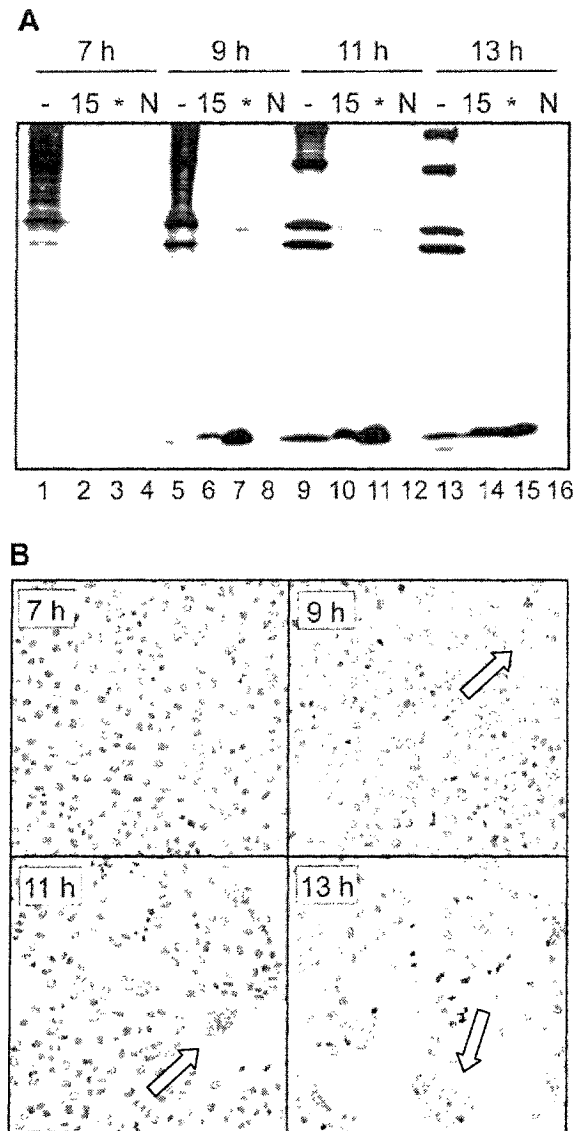 A
7 h 9 h 11 h 13 h
- 15 * N - 15 * N - 15 * N - 15 * N
1 2 3 4 5 6 7 8 9 10 11 12 13 14 15 16
B
7 h 9 h
11 h 13 h